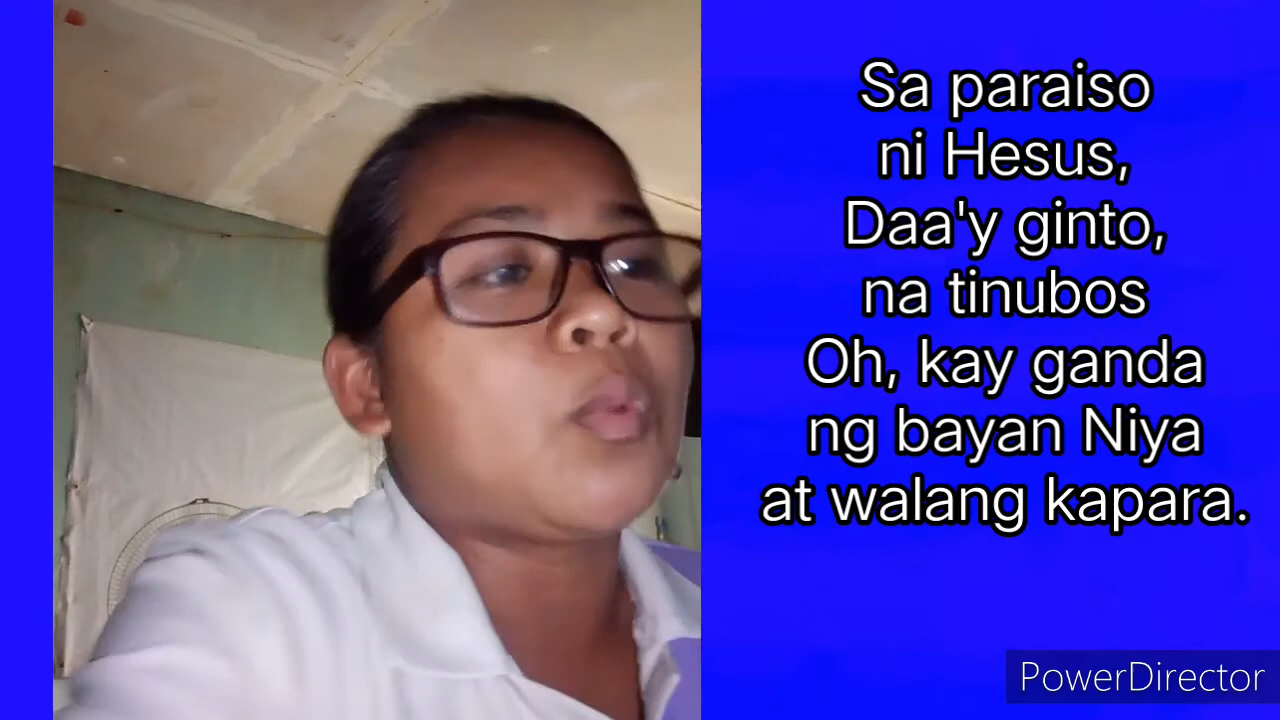 Sa paraiso
ni Hesus,
Daa'y ginto,
na tinubos
Oh, kay ganda
ng bayan Niya
at walang kapara.
PowerDirector